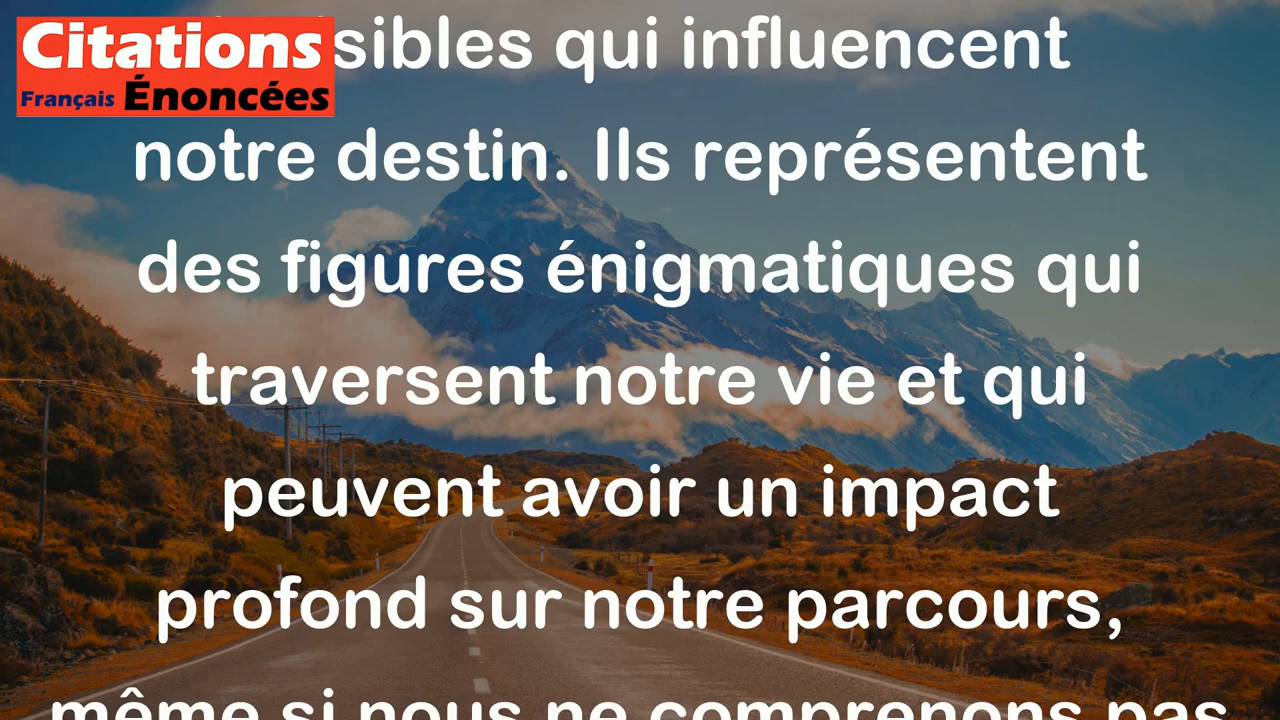 Citations
Français Énoncées
sibles qui influencent
notre destin. Ils représentent
des figures énigmatiques qui
traversent notre vie et qui
peuvent avoir un impact
profond sur notre parcours,
même si nous ne comprenons pas